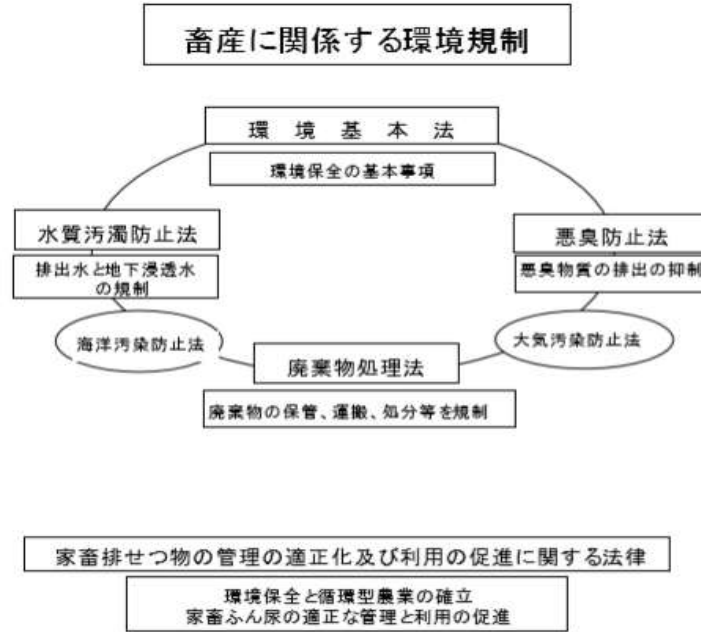 畜産に関係する環境規制
環境基本法
環境保全の基本事項
水質汚濁防止法
悪臭防止法
排出水と地下浸透水
の規制
悪臭物質の排出の抑制
海洋汚染防止法
大気汚染防止法
廃棄物処理法
廃棄物の保管、運搬、処分等を規制
家畜排せつ物の管理の適正化及び利用の促進に関する法律
環境保全と循環型農業の確立
家畜ふん尿の適正な管理と利用の促進